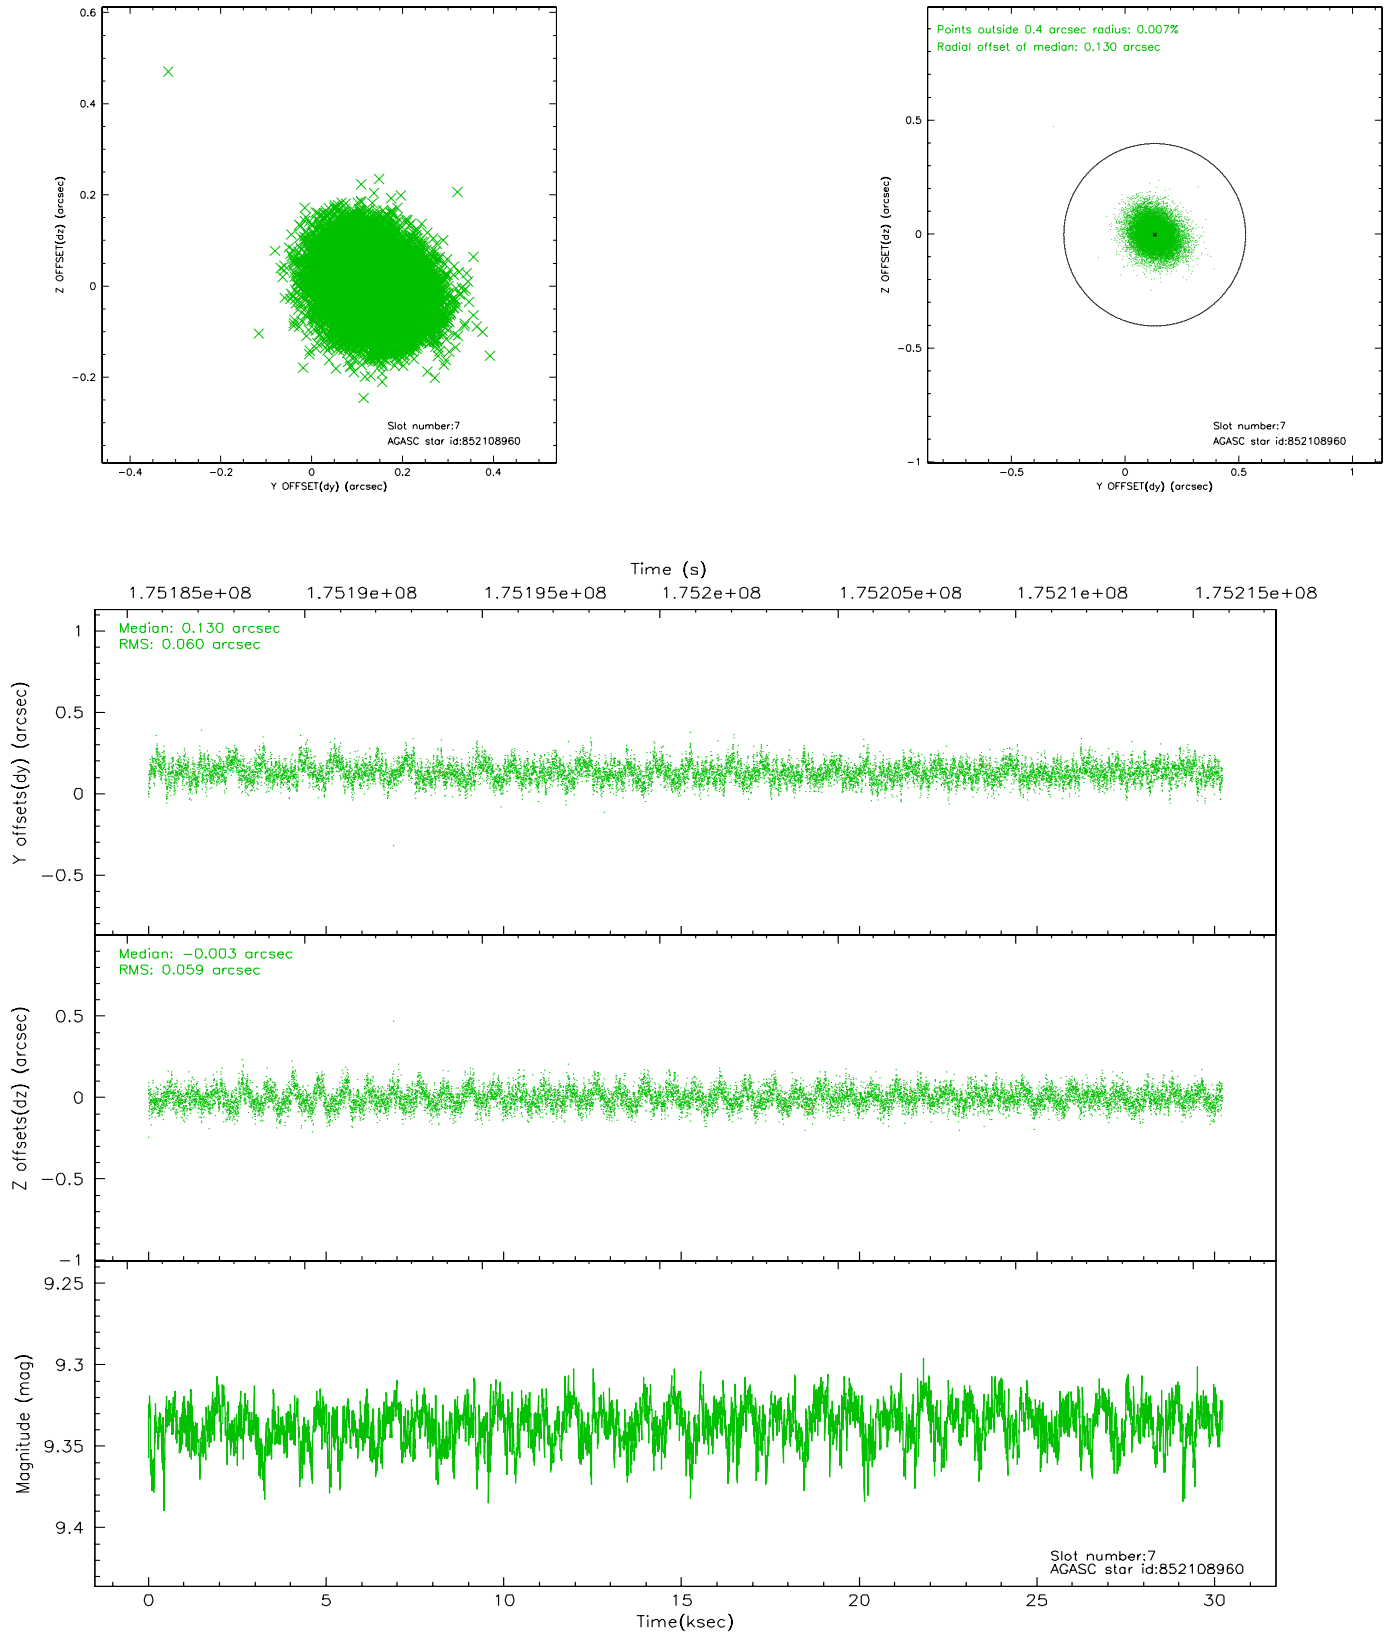 0.6
0.4
0.2
0
−0.2
Z OFFSET(dz) (arcsec)
Slot number:7
AGASC star id:852108960
−0.4 −0.2 0 0.2 0.4
Y OFFSET(dy) (arcsec)
Points outside 0.4 arcsec radius: 0.007%
Radial offset of median: 0.130 arcsec
0.5
0
−0.5
−1
Z OFFSET(dz) (arcsec)
Slot number:7
AGASC star id:852108960
−0.5 0 0.5 1
Y OFFSET(dy) (arcsec)
Time (s)
1.75185e+08 1.7519e+08 1.75195e+08 1.752e+08 1.75205e+08 1.7521e+08 1.75215e+08
Median: 0.130 arcsec
RMS: 0.060 arcsec
1
0.5
0
−0.5
Y offsets(dy) (arcsec)
Median: −0.003 arcsec
RMS: 0.059 arcsec
0.5
0
−0.5
−1
Z offsets(dz) (arcsec)
9.25
9.3
9.35
9.4
Magnitude (mag)
Slot number:7
AGASC star id:852108960
0 5 10 15 20 25 30
Time(ksec)